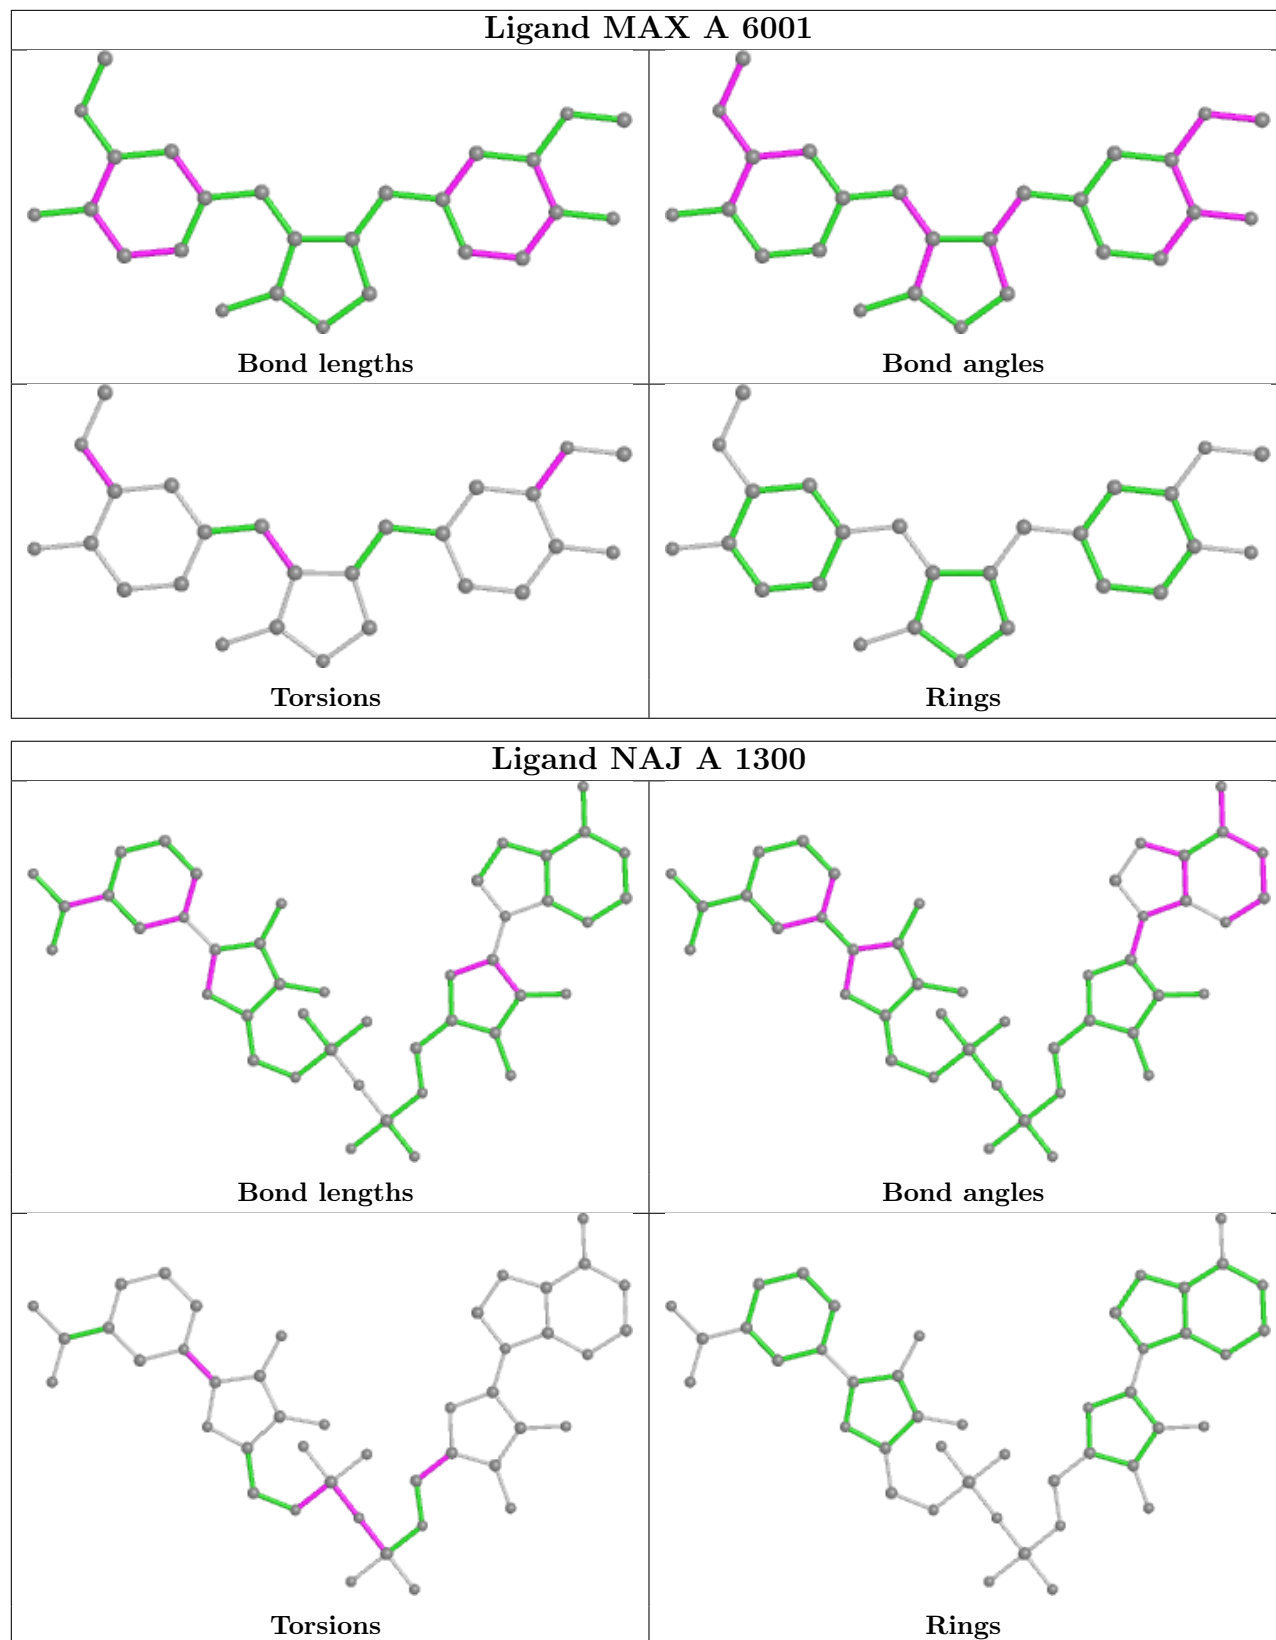 Ligand MAX A 6001
Bond lengths
Bond angles
Torsions
Rings
Ligand NAJ A 1300
Bond lengths
Bond angles
Torsions
Rings